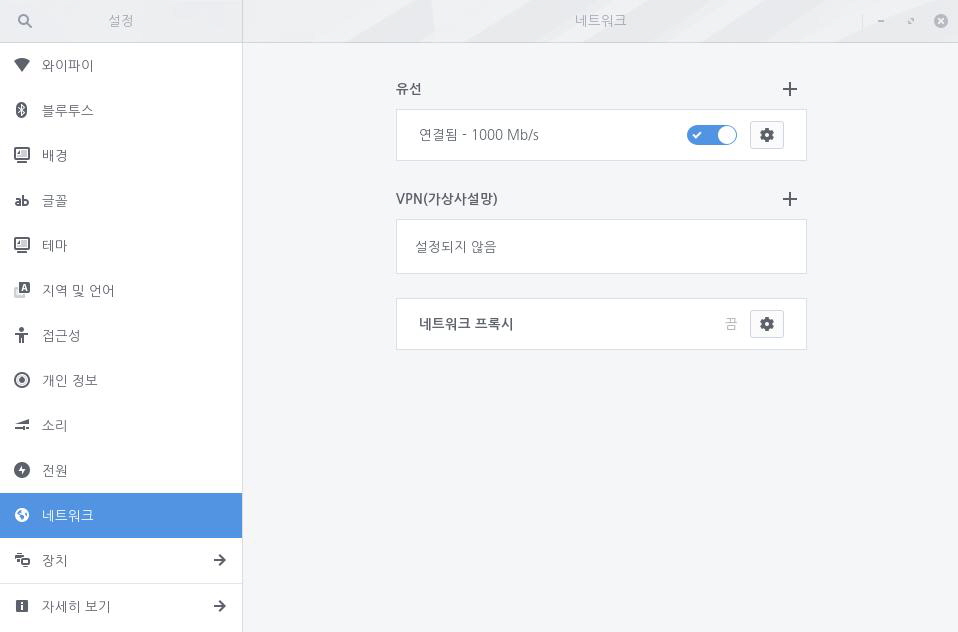 설정
네트워크
와이파이
블루투스
배경
글꼴
테마
지역 및 언어
접근성
개인 정보
소리
전원
네트워크
장치
자세히 보기
유선
연결됨 - 1000 Mb/s
VPN(가상사설망)
설정되지 않음
네트워크 프록시
끔